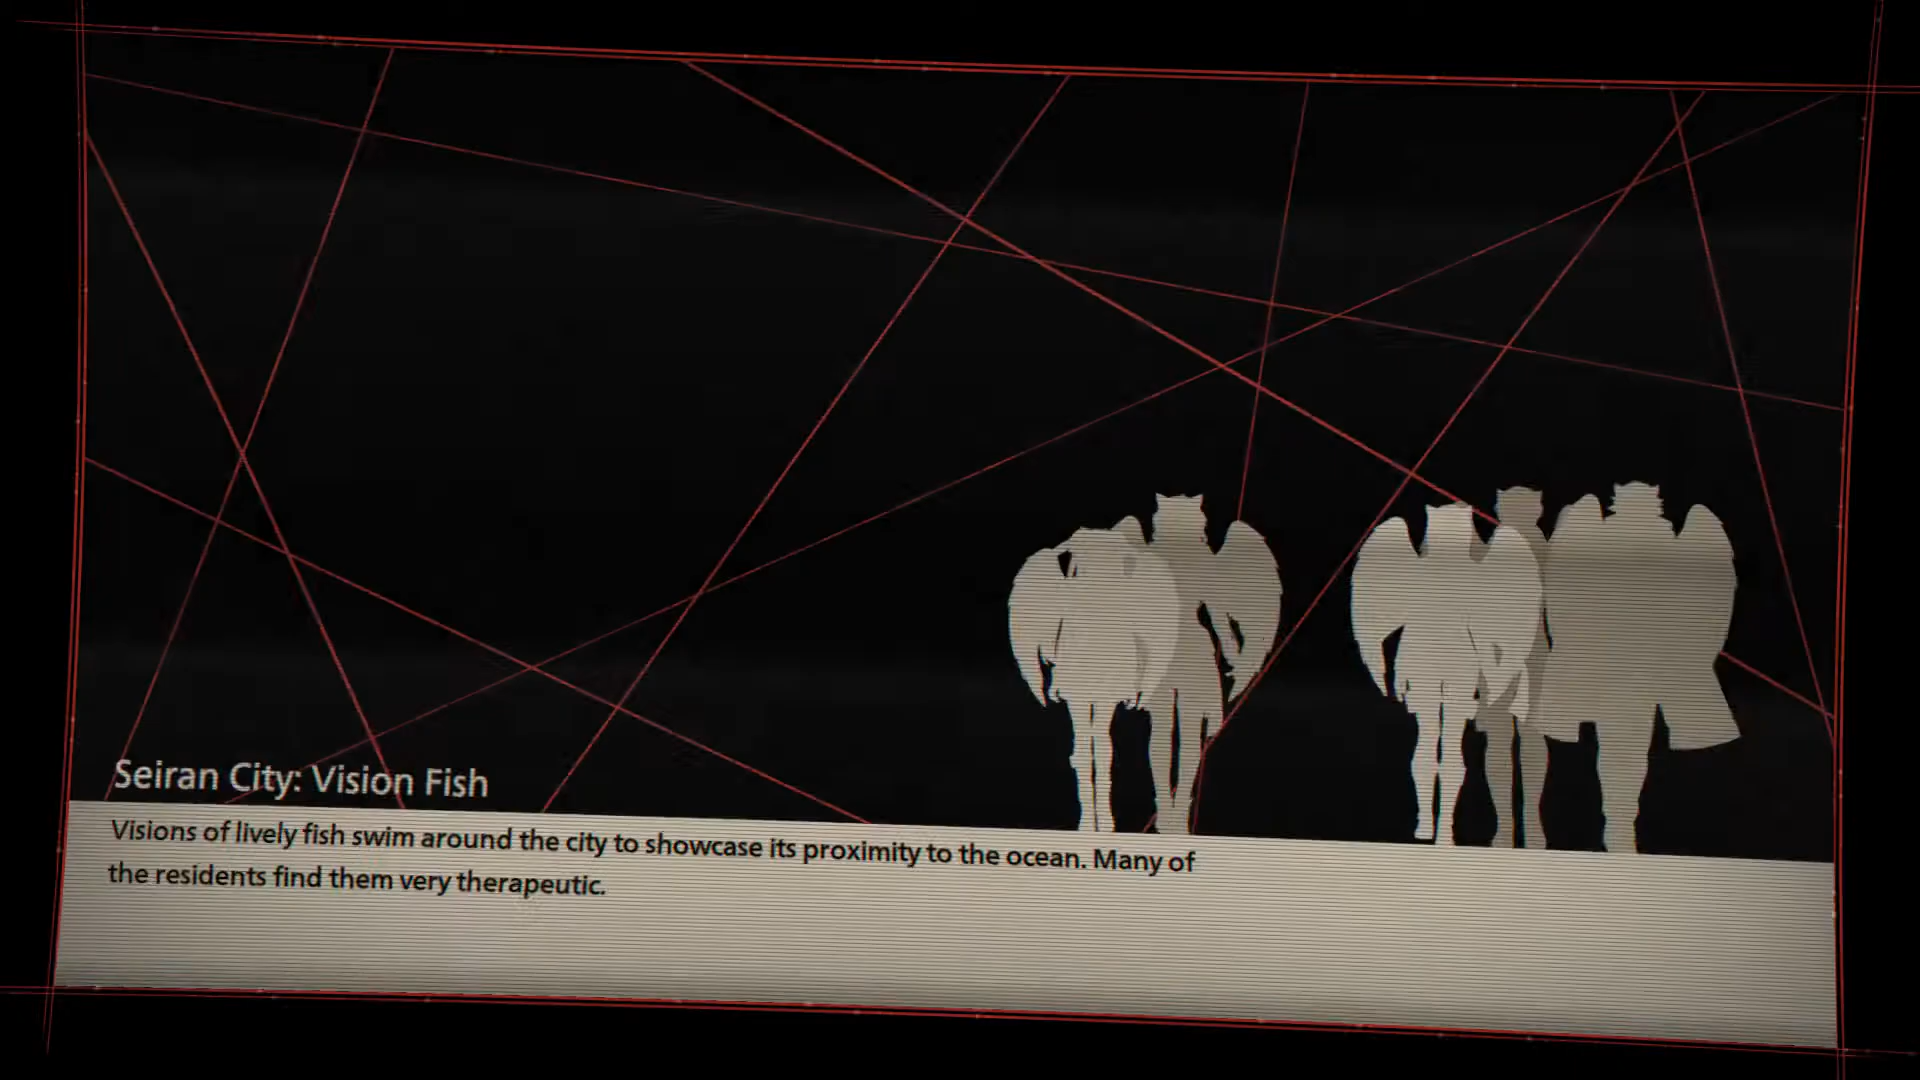 Seiran City: Vision Fish
Visions of lively fish swim around the city to showcase its proximity to the ocean. Many of
the residents find them very therapeutic.